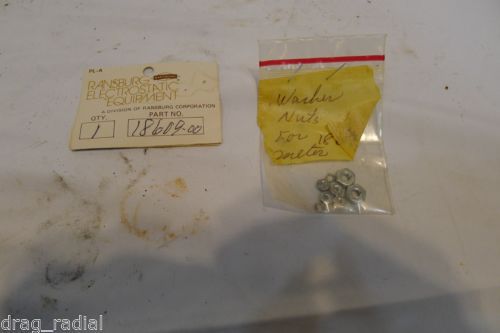 PL-A
RANSBURG
ELECTROSTATIC
EQUIPMENT
A DIVISION OF RANSBURG CORPORATION
QTY. PART NO.
1 18609-00
Washer
Nuts
For 18
meter
drag_radial